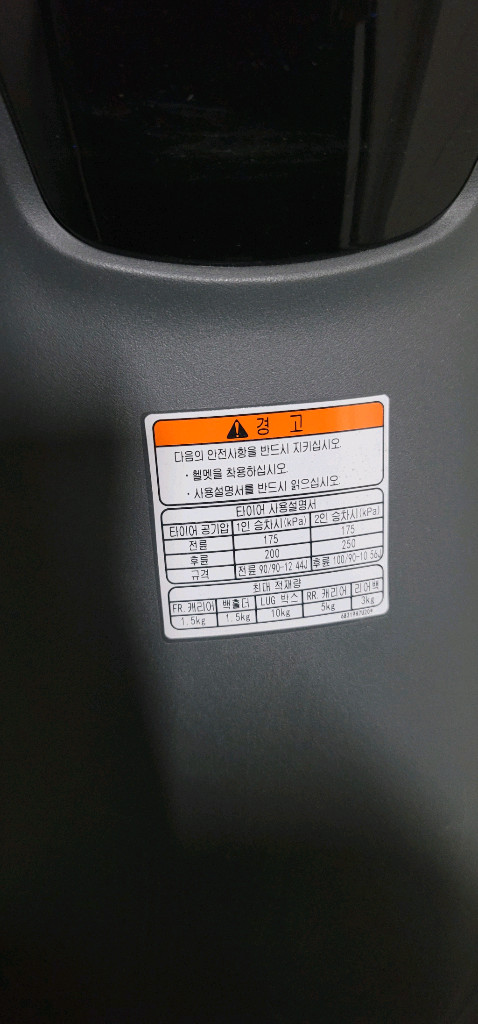 경 고
다음의 안전사항을 반드시 지키십시오
· 헬멧을 착용하십시오
· 사용설명서를 반드시 읽으십시오
타이어 사용설명서
타이어 공기압 1인 승차시(kPa) 2인 승차시(kPa)
전륜 175 175
후륜 200 250
규격 전륜 90/90-12 44J 후륜 100/90-10 56J
최대 적재량
FR.캐리어 백홀더 LUG 박스 RR.캐리어 리어백
1.5kg 1.5kg 10kg 5kg 3kg